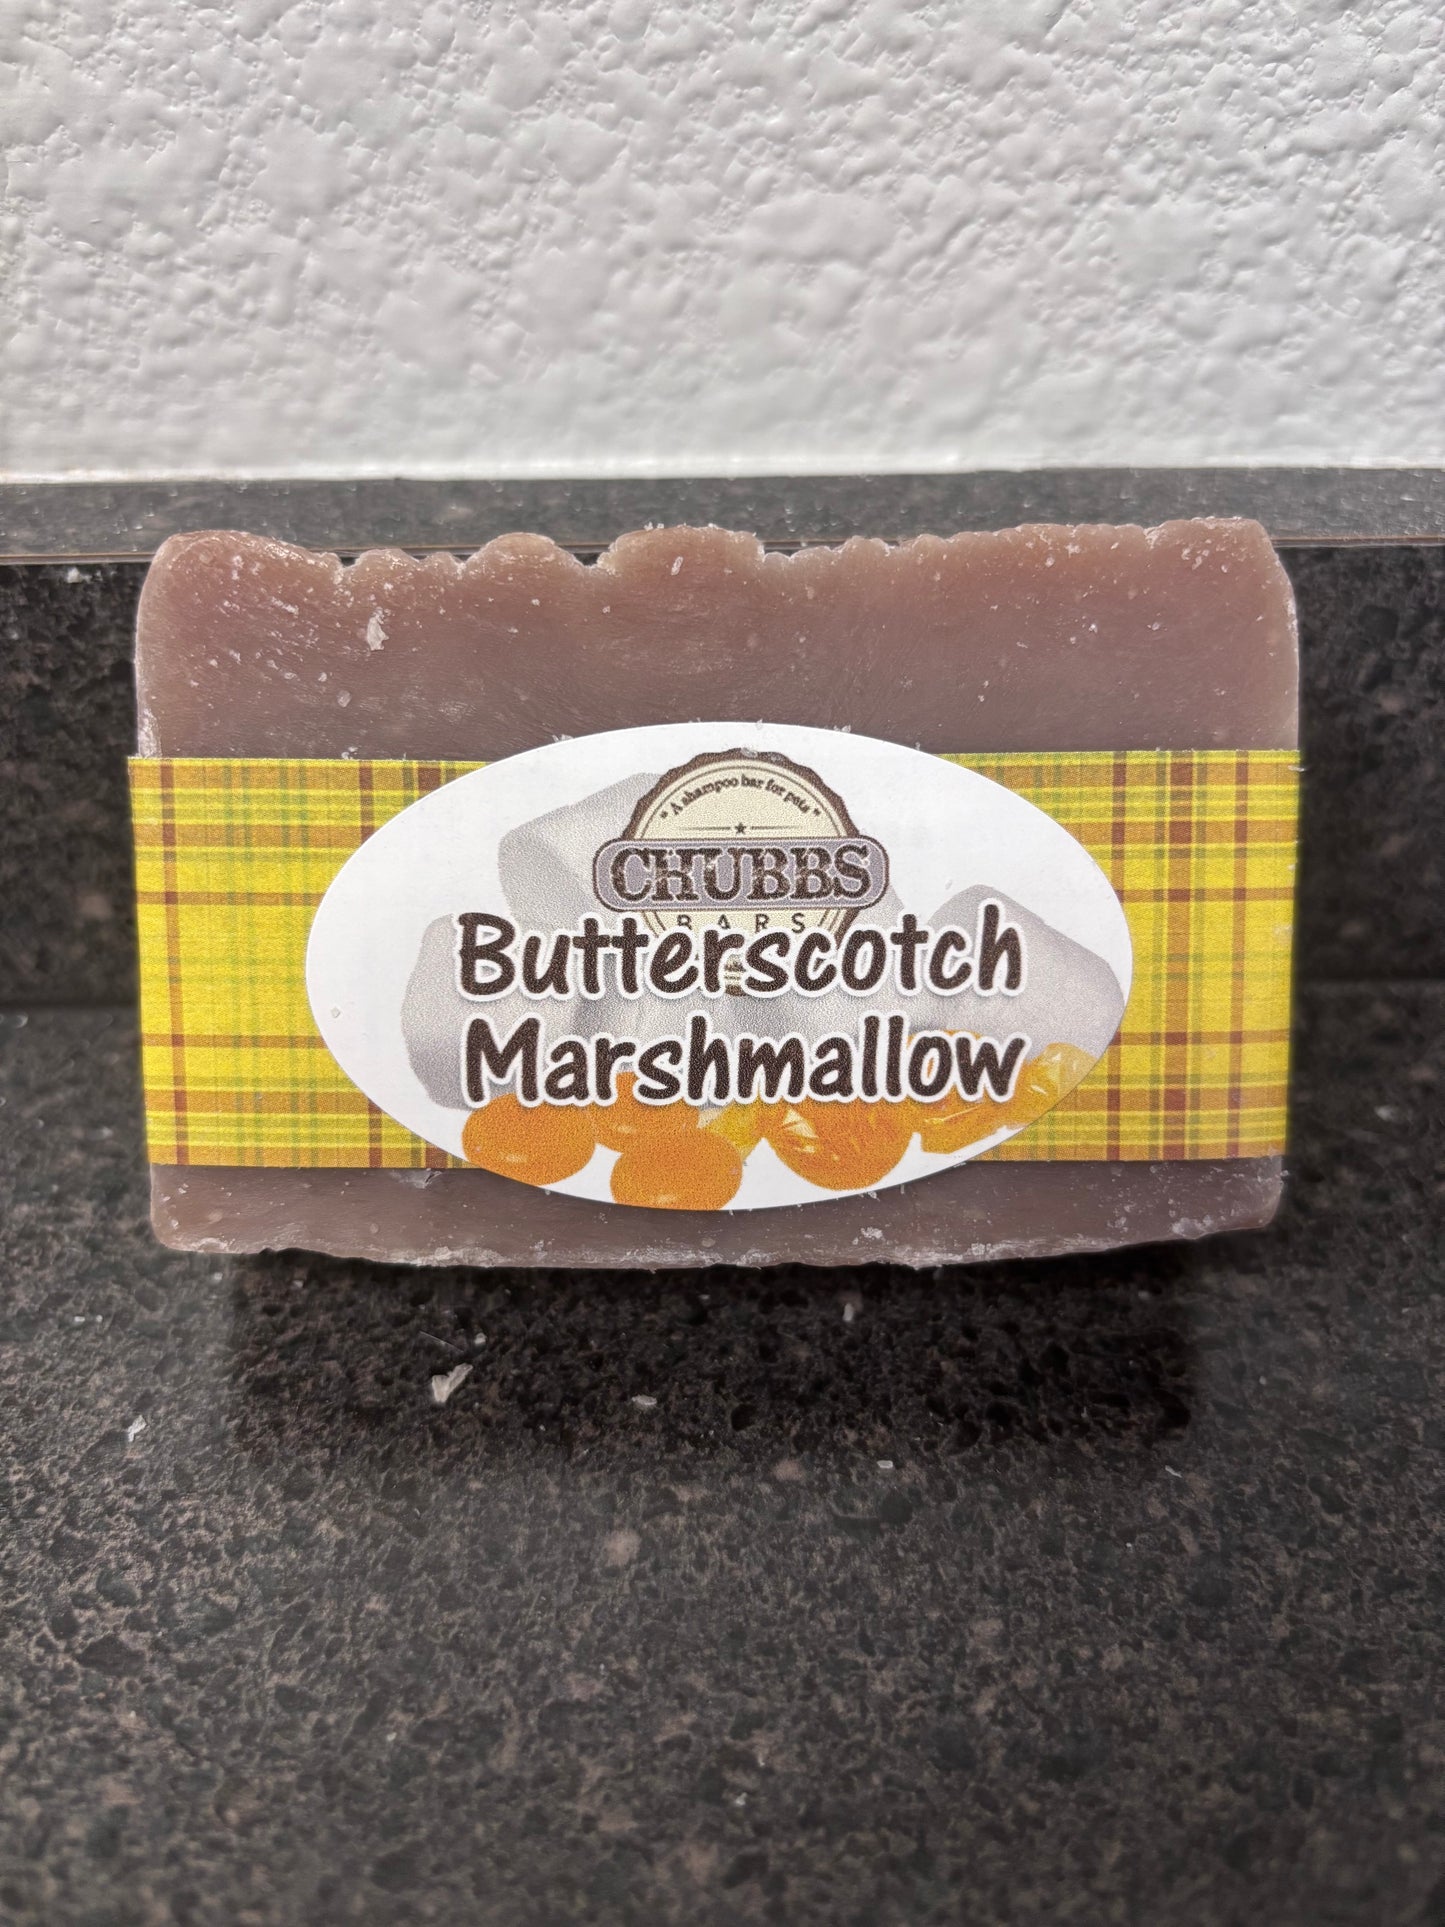 "A shampoo bar for pets"
CHUBBS
BARS
Butterscotch
Marshmallow